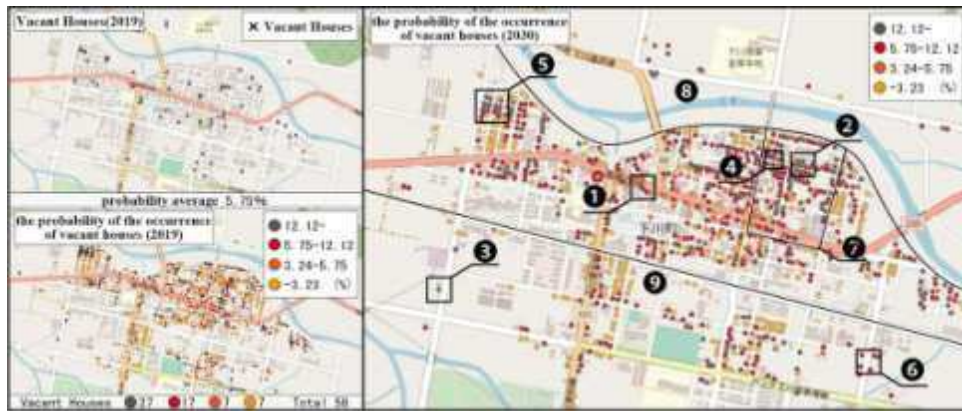 Vacant Houses(2019)
× Vacant Houses
probability average 5.75%
the probability of the occurrence
of vacant houses (2019)
12.12-
5.75-12.12
3.24-5.75
-3.23 (%)
Vacant Houses 27 17 7 7 Total 58
the probability of the occurrence
of vacant houses (2020)
12.12-
5.75-12.12
3.24-5.75
-3.23 (%)
5
8
2
4
1
3
7
9
6